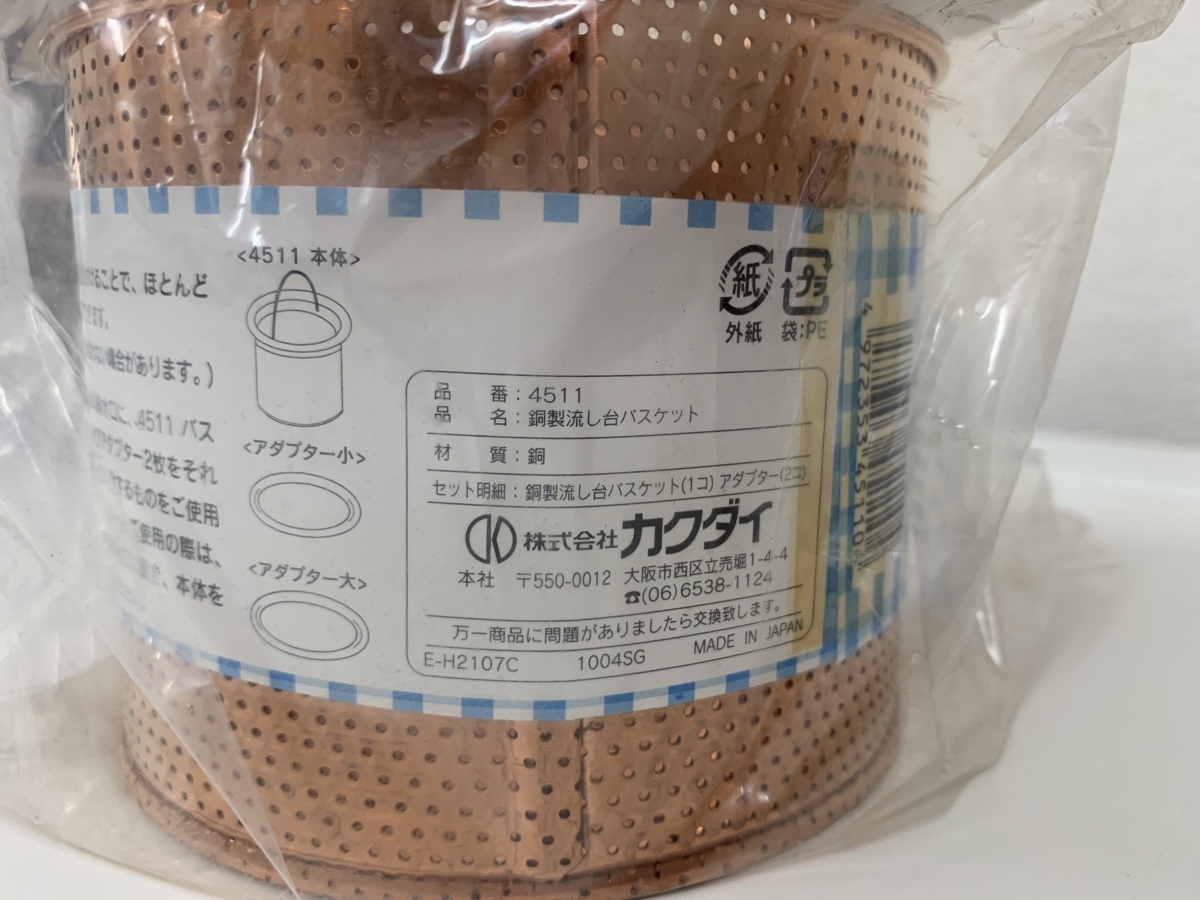 ることで、ほとんど
ます。
ない場合があります。)
に、4511 バス
アダプター2枚をそれ
するものをご使用
ご使用の際は、
本体を
<4511 本体>
<アダプター小>
<アダプター大>
紙 プラ
外紙 袋:PE
品 番:4511
品 名:銅製流し台バスケット
材 質:銅
セット明細:銅製流し台バスケット(1コ) アダプター(2コ)
株式会社カクダイ
本社 〒550-0012 大阪市西区立売堀1-4-4
☎(06)6538-1124
万一商品に問題がありましたら交換致します。
E-H2107C 1004SG MADE IN JAPAN
4 972353 451104